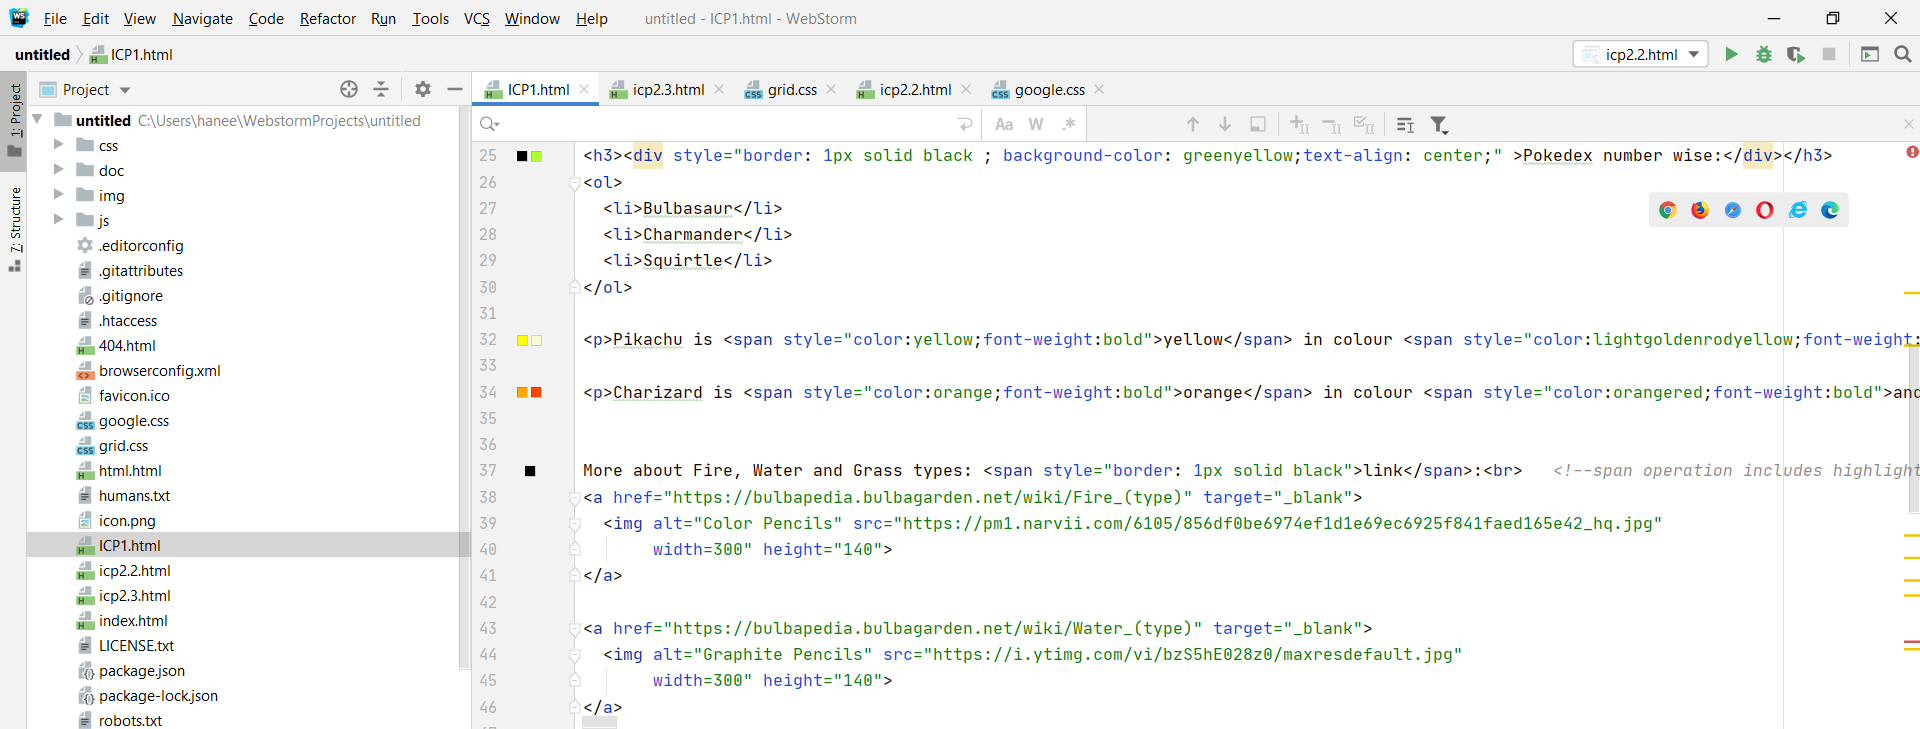 File Edit View Navigate Code Refactor Run Tools VCS Window Help untitled - ICP1.html - WebStorm
untitled ICP1.html icp2.2.html
1: Project
7: Structure
Project
untitled C:\Users\hanee\WebstormProjects\untitled
css
doc
img
js
.editorconfig
.gitattributes
.gitignore
.htaccess
404.html
browserconfig.xml
favicon.ico
google.css
grid.css
html.html
humans.txt
icon.png
ICP1.html
icp2.2.html
icp2.3.html
index.html
LICENSE.txt
package.json
package-lock.json
robots.txt
ICP1.html icp2.3.html grid.css icp2.2.html google.css
Aa W .*
25 <h3><div style="border: 1px solid black ; background-color: greenyellow;text-align: center;" >Pokedex number wise:</div></h3>
26 <ol>
27 <li>Bulbasaur</li>
28 <li>Charmander</li>
29 <li>Squirtle</li>
30 </ol>
31
32 <p>Pikachu is <span style="color:yellow;font-weight:bold">yellow</span> in colour <span style="color:lightgoldenrodyellow;font-weight:
33
34 <p>Charizard is <span style="color:orange;font-weight:bold">orange</span> in colour <span style="color:orangered;font-weight:bold">and
35
36
37 More about Fire, Water and Grass types: <span style="border: 1px solid black">link</span>:<br> <!--span operation includes highlight
38 <a href="https://bulbapedia.bulbagarden.net/wiki/Fire_(type)" target="_blank">
39 <img alt="Color Pencils" src="https://pm1.narvii.com/6105/856df0be6974ef1d1e69ec6925f841faed165e42_hq.jpg"
40 width=300" height="140">
41 </a>
42
43 <a href="https://bulbapedia.bulbagarden.net/wiki/Water_(type)" target="_blank">
44 <img alt="Graphite Pencils" src="https://i.ytimg.com/vi/bzS5hE028z0/maxresdefault.jpg"
45 width=300" height="140">
46 </a>